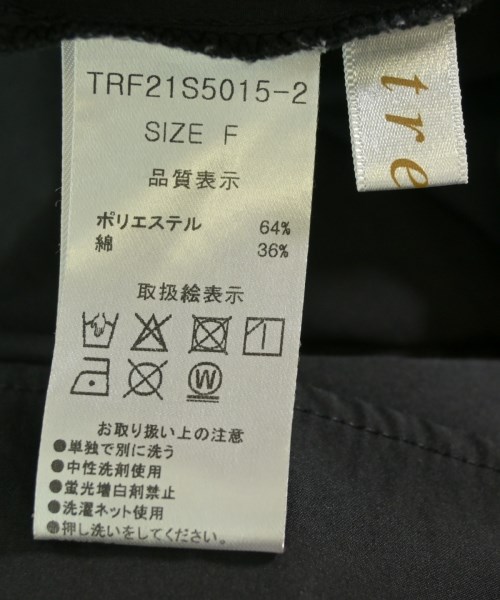 TRF21S5015-2
SIZE F
品質表示
ポリエステル 64%
綿 36%
取扱絵表示
W
お取り扱い上の注意
●単独で別に洗う
●中性洗剤使用
●蛍光増白剤禁止
●洗濯ネット使用
●押し洗いをしてください。
tre